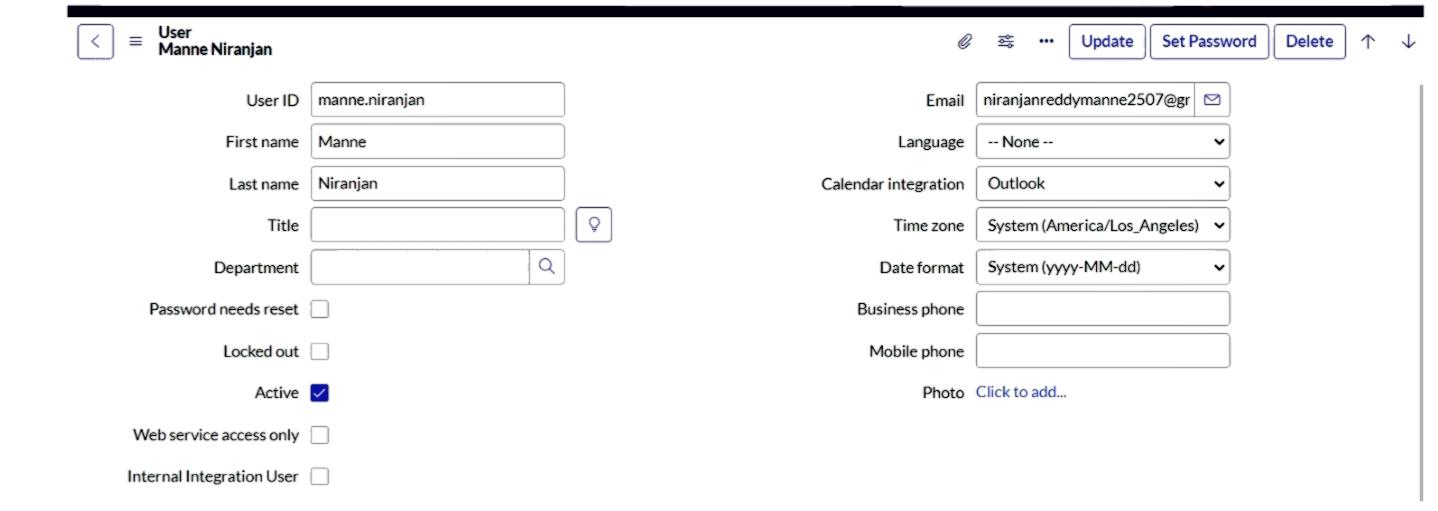 User
Manne Niranjan
Update
Set Password
Delete
User ID manne.niranjan
First name Manne
Last name Niranjan
Title
Department
Password needs reset
Locked out
Active
Web service access only
Internal Integration User
Email niranjanreddymanne2507@gr
Language -- None --
Calendar integration Outlook
Time zone System (America/Los_Angeles)
Date format System (yyyy-MM-dd)
Business phone
Mobile phone
Photo Click to add...